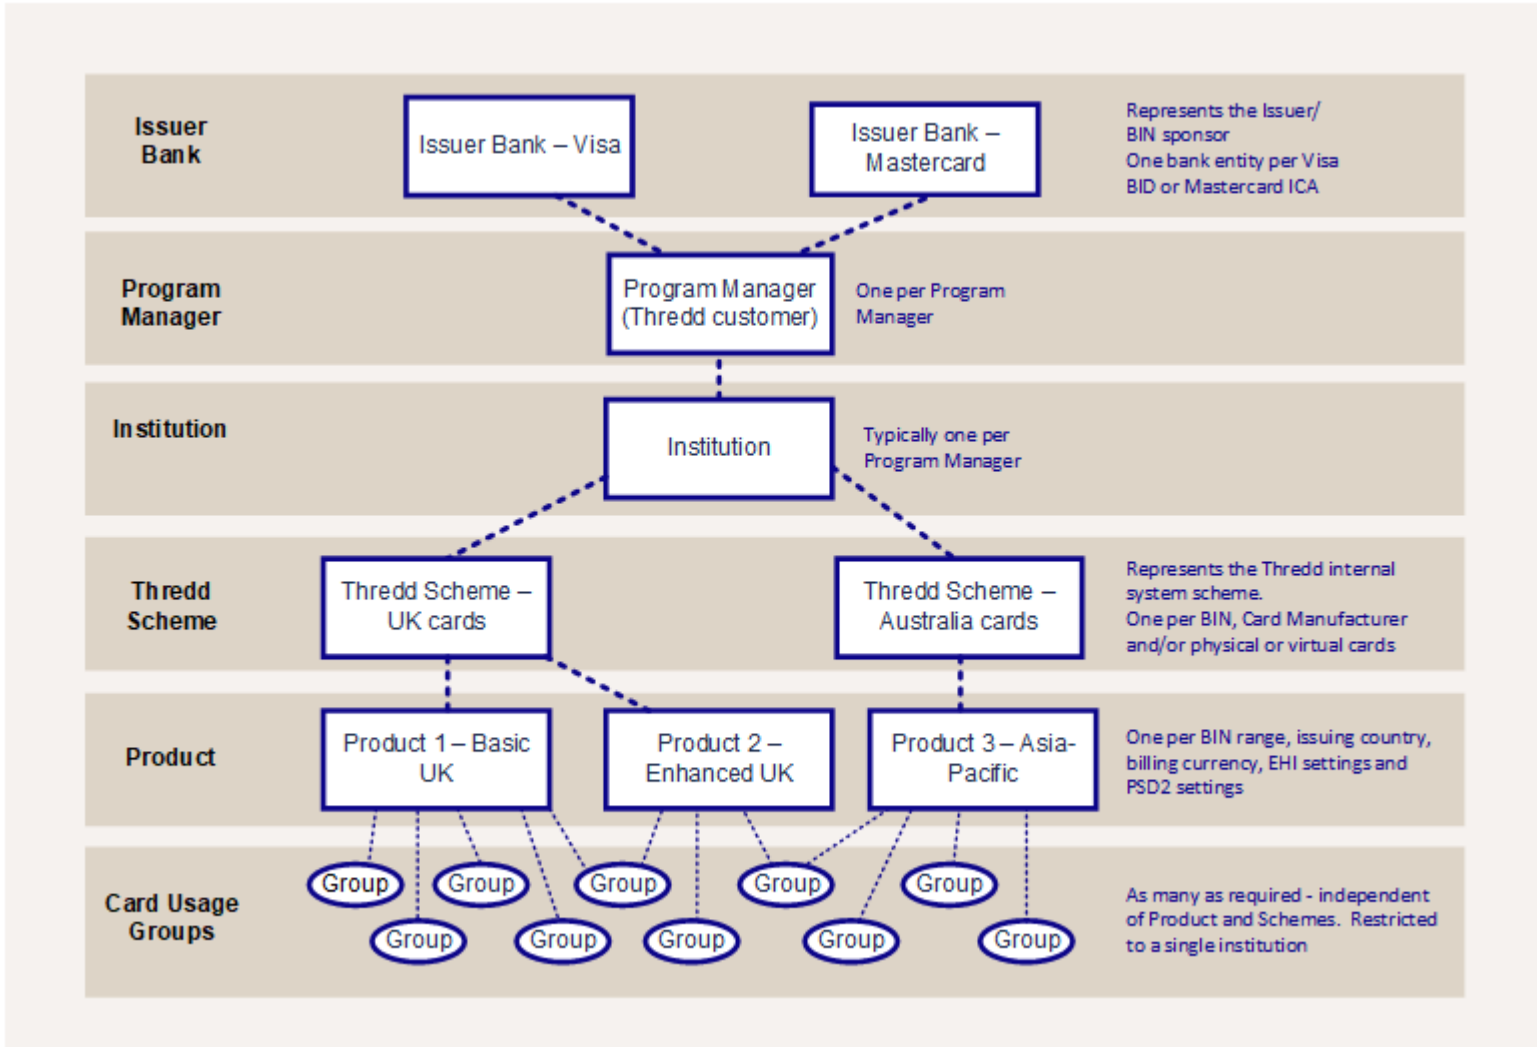 Issuer
Bank
Issuer Bank – Visa
Issuer Bank –
Mastercard
Represents the Issuer/
BIN sponsor
One bank entity per Visa
BID or Mastercard ICA
Program
Manager
Program Manager
(Thredd customer)
One per Program
Manager
Institution
Institution
Typically one per
Program Manager
Thredd
Scheme
Thredd Scheme –
UK cards
Thredd Scheme –
Australia cards
Represents the Thredd internal
system scheme.
One per BIN, Card Manufacturer
and/or physical or virtual cards
Product
Product 1 – Basic
UK
Product 2 –
Enhanced UK
Product 3 – Asia-
Pacific
One per BIN range, issuing country,
billing currency, EHI settings and
PSD2 settings
Card Usage
Groups
Group
Group
Group
Group
Group
Group
Group
Group
Group
Group
As many as required - independent
of Product and Schemes. Restricted
to a single institution